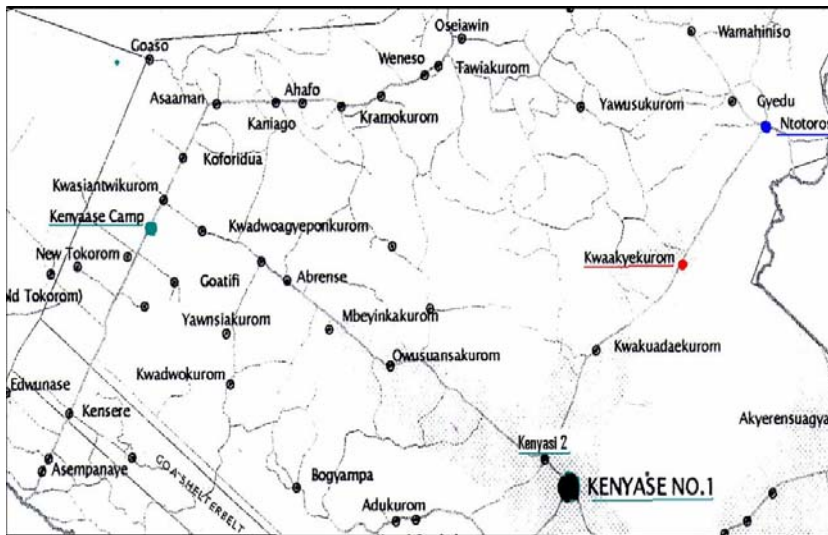 Oseiawin
Wamahiniso
Goaso
Weneso
Tawiakurom
Asaaman
Ahafo
Kaniago
Kramokurom
Yawusukurom
Gyedu
Ntotoros
Koforidua
Kwasiantwikurom
Kenyaase Camp
Kwadwoagyeponkurom
New Tokorom
Kwaakyekurom
Goatifi
Abrense
ld Tokorom)
Yawnsiakurom
Mbeyinkakurom
Owusuansakurom
Kwakuadaekurom
Edwunase
Kwadwokurom
Kensere
Akyerensuagya
Kenyasi 2
Asempanaye
GOA SHELTERBELT
Bogyampa
KENYASE NO.1
Adukurom